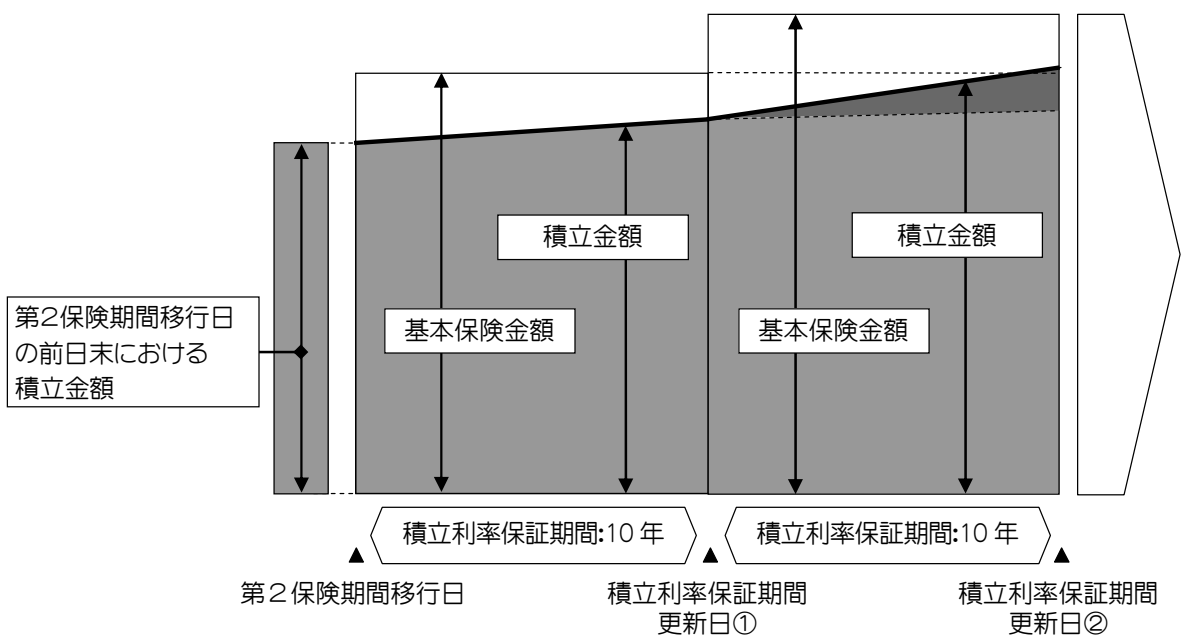 積立金額
積立金額
第2保険期間移行日
の前日末における
積立金額
基本保険金額
基本保険金額
積立利率保証期間:10年
積立利率保証期間:10年
▲
▲
▲
第2保険期間移行日
積立利率保証期間
更新日①
積立利率保証期間
更新日②